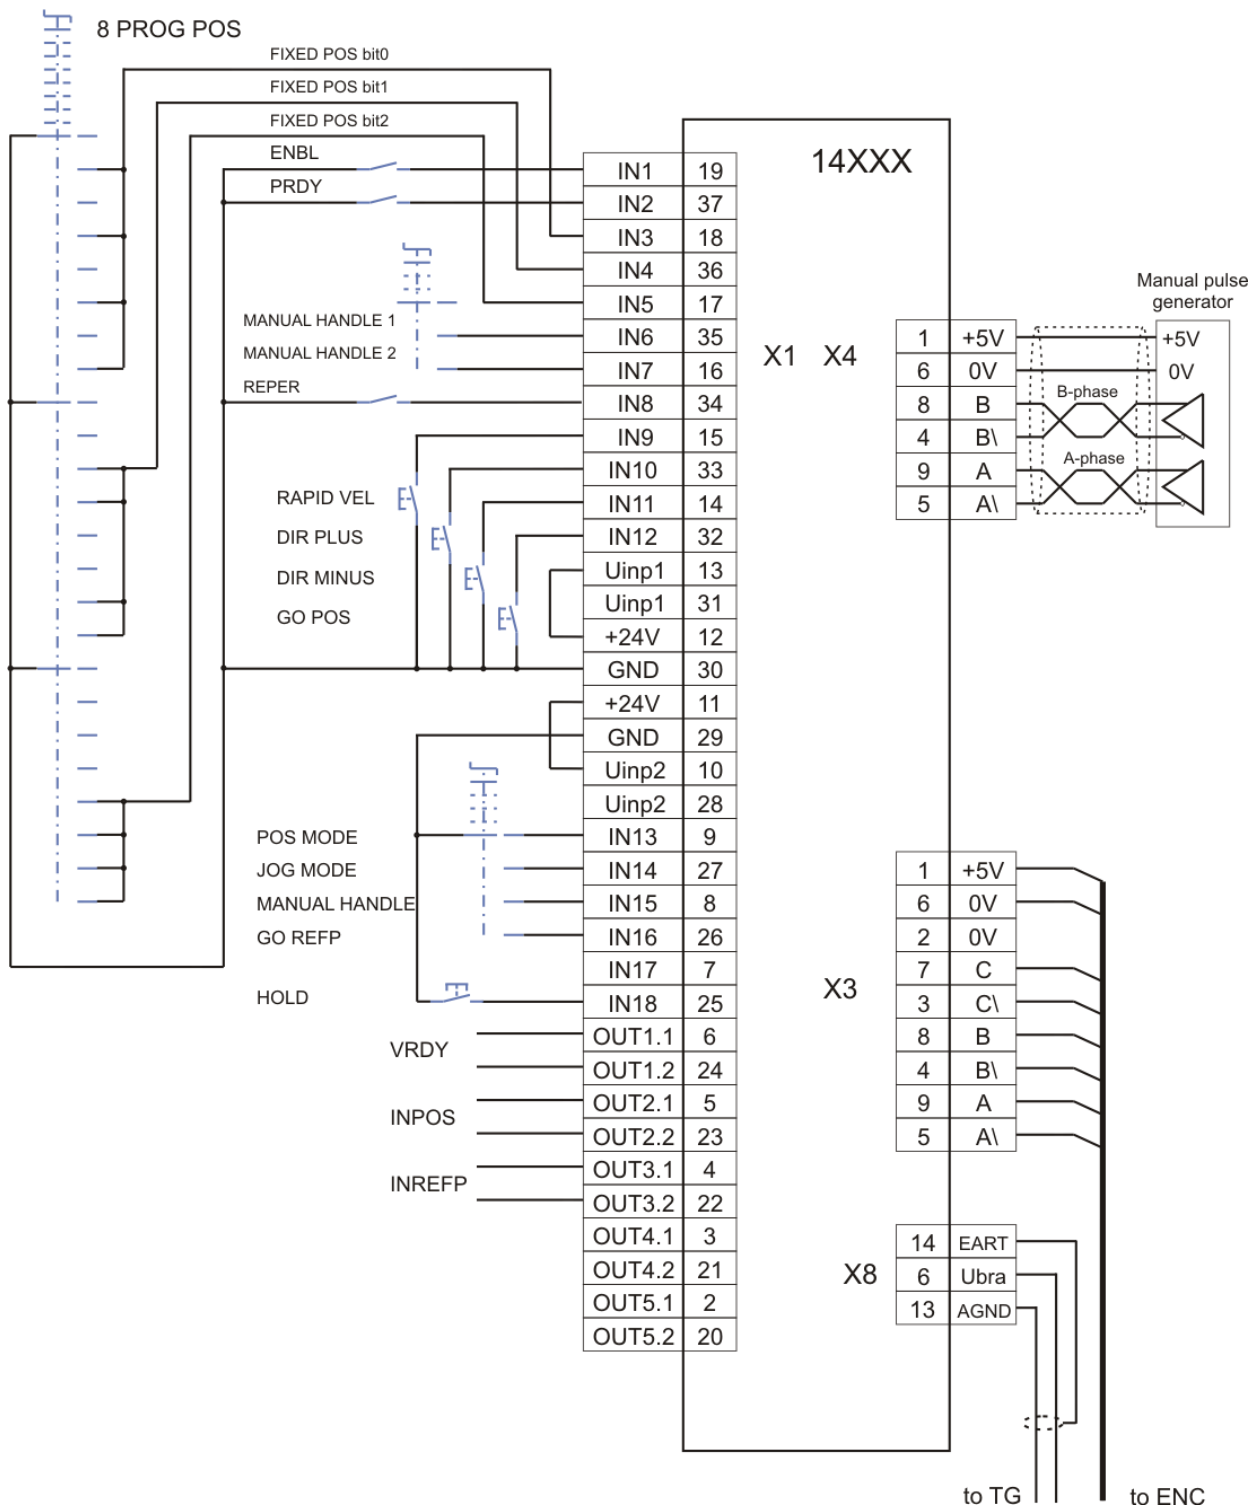 8 PROG POS
FIXED POS bit0
FIXED POS bit1
FIXED POS bit2
ENBL
PRDY
MANUAL HANDLE 1
MANUAL HANDLE 2
REPER
RAPID VEL
DIR PLUS
DIR MINUS
GO POS
POS MODE
JOG MODE
MANUAL HANDLE
GO REFP
HOLD
VRDY
INPOS
INREFP
IN1 19
IN2 37
IN3 18
IN4 36
IN5 17
IN6 35
IN7 16
IN8 34
IN9 15
IN10 33
IN11 14
IN12 32
Uinp1 13
Uinp1 31
+24V 12
GND 30
+24V 11
GND 29
Uinp2 10
Uinp2 28
IN13 9
IN14 27
IN15 8
IN16 26
IN17 7
IN18 25
OUT1.1 6
OUT1.2 24
OUT2.1 5
OUT2.2 23
OUT3.1 4
OUT3.2 22
OUT4.1 3
OUT4.2 21
OUT5.1 2
OUT5.2 20
14XXX
X1 X4
1 +5V
6 0V
8 B
4 B\
9 A
5 A\
B-phase
A-phase
Manual pulse
generator
+5V
0V
X3
1 +5V
6 0V
2 0V
7 C
3 C\
8 B
4 B\
9 A
5 A\
X8
14 EART
6 Ubra
13 AGND
to TG
to ENC